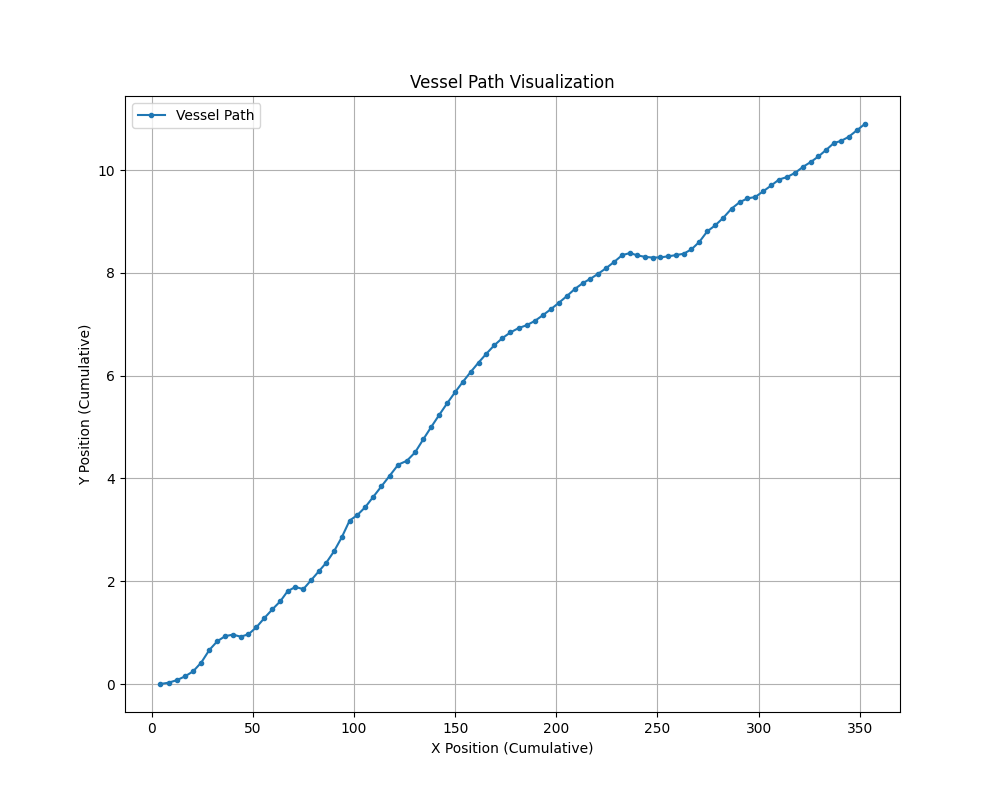 Vessel Path Visualization
Vessel Path
Y Position (Cumulative)
10
8
6
4
2
0
0 50 100 150 200 250 300 350
X Position (Cumulative)